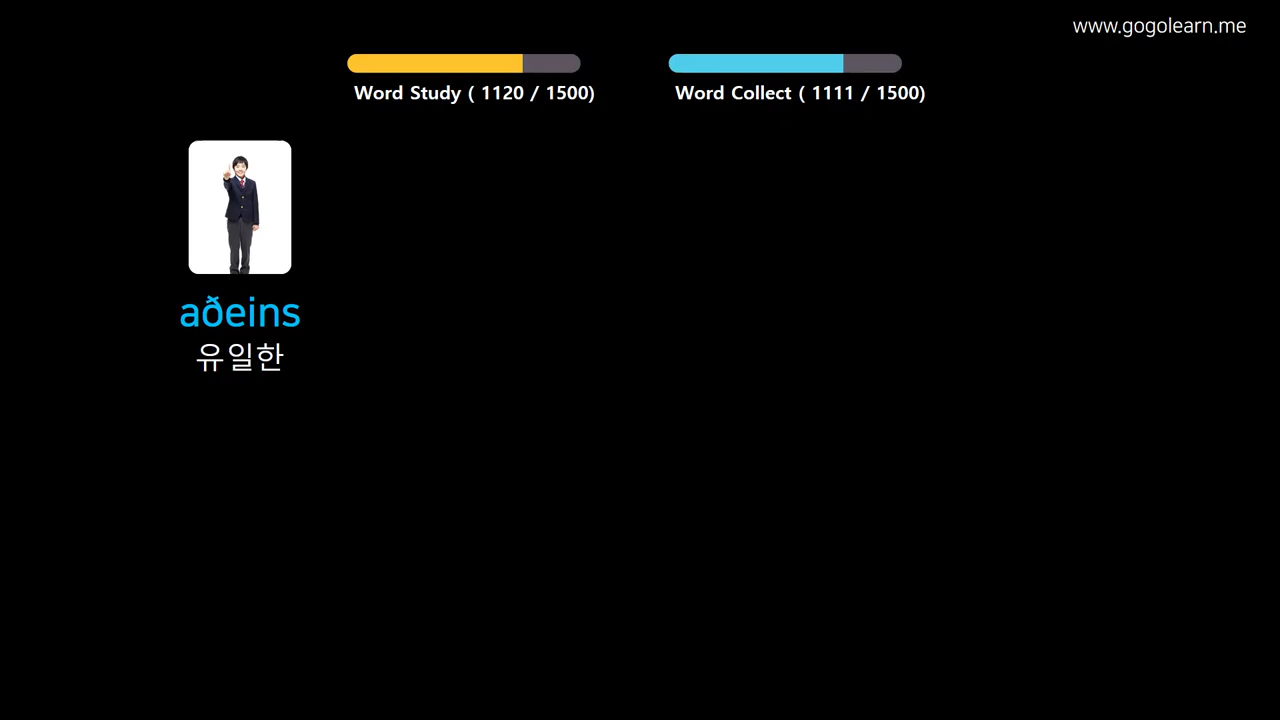 www.gogolearn.me
Word Study ( 1120 / 1500)
Word Collect ( 1111 / 1500)
aðeins
유일한